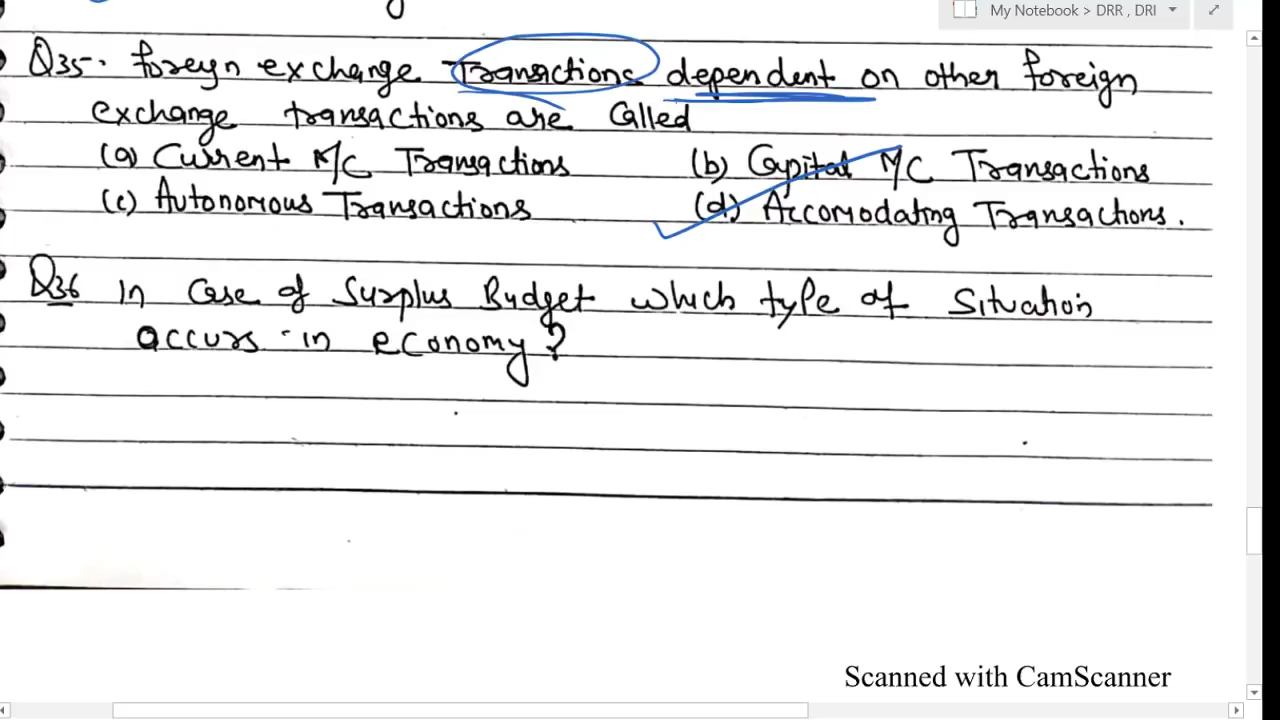 My Notebook > DRR , DRI
Q35. foreign exchange Transactions dependent on other foreign
exchange transactions are Called
(a) Current A/C Transactions (b) Capital A/C Transactions
(c) Autonomous Transactions (d) Accomodating Transactions.
Q36 In Case of Surplus Budget which type of Situation
occurs in economy?
Scanned with CamScanner